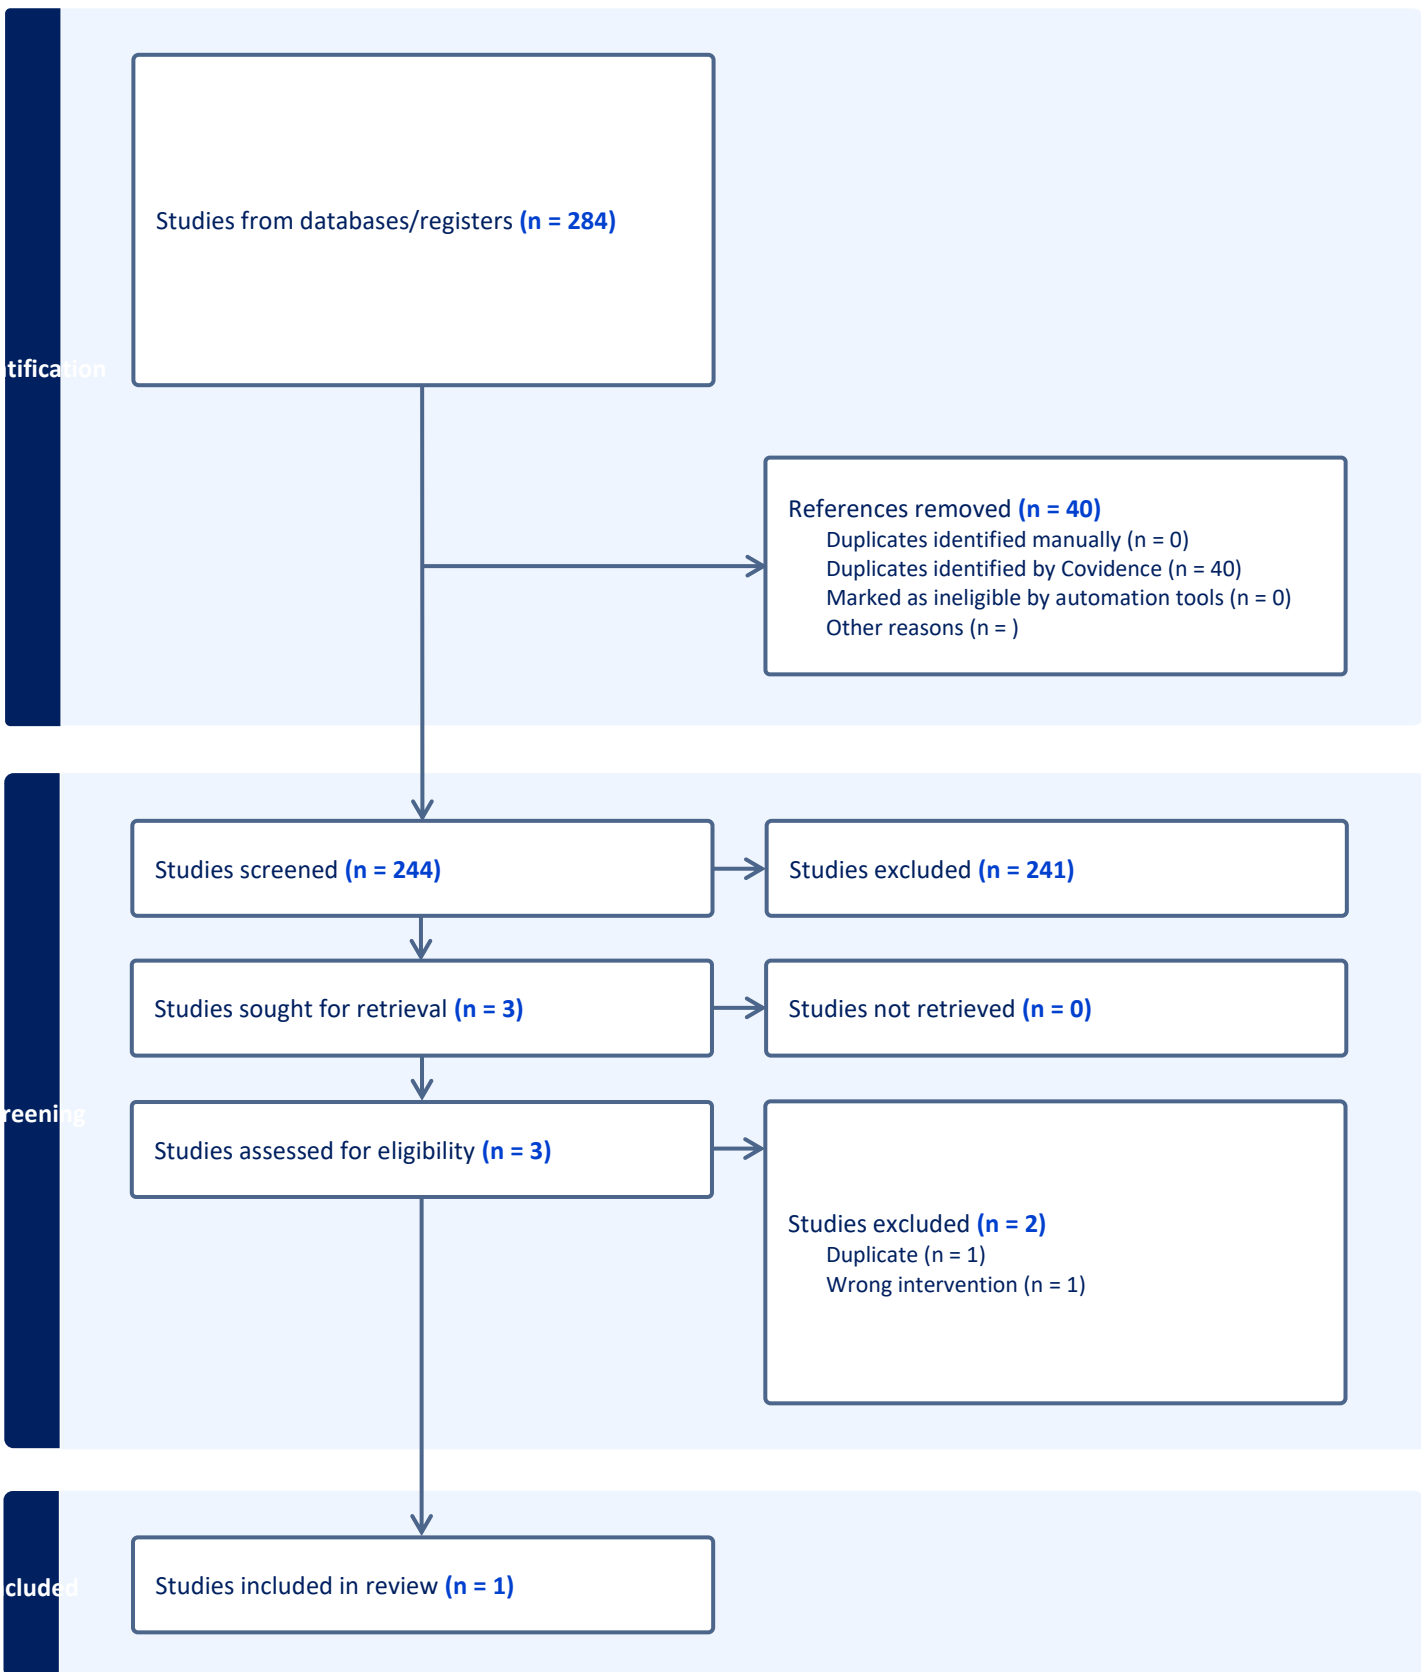 Studies from databases/registers (n = 284)
tification
References removed (n = 40)
Duplicates identified manually (n = 0)
Duplicates identified by Covidence (n = 40)
Marked as ineligible by automation tools (n = 0)
Other reasons (n = )
Studies screened (n = 244)
Studies excluded (n = 241)
Studies sought for retrieval (n = 3)
Studies not retrieved (n = 0)
reening
Studies assessed for eligibility (n = 3)
Studies excluded (n = 2)
Duplicate (n = 1)
Wrong intervention (n = 1)
cluded
Studies included in review (n = 1)